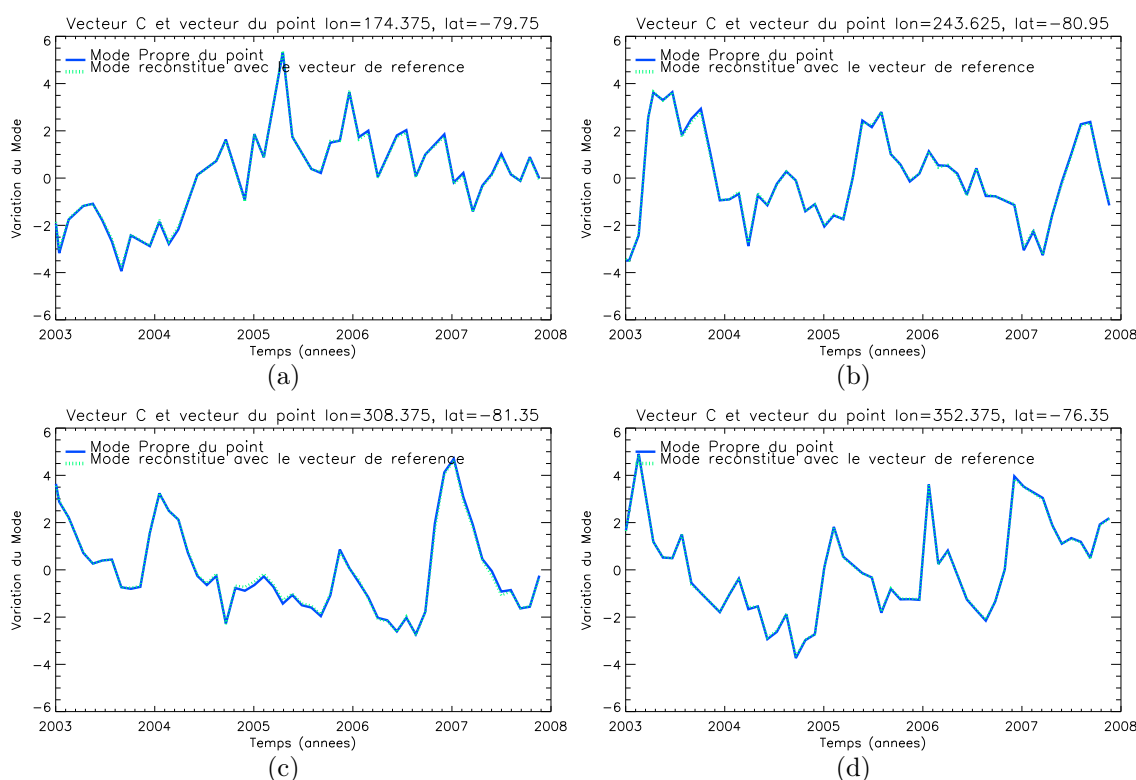 Vecteur C et vecteur du point lon=174.375, lat=−79.75
Mode Propre du point
Mode reconstitue avec le vecteur de reference
Variation du Mode
6
4
2
0
−2
−4
−6
2003 2004 2005 2006 2007 2008
Temps (annees)
(a)
Vecteur C et vecteur du point lon=243.625, lat=−80.95
Mode Propre du point
Mode reconstitue avec le vecteur de reference
Variation du Mode
6
4
2
0
−2
−4
−6
2003 2004 2005 2006 2007 2008
Temps (annees)
(b)
Vecteur C et vecteur du point lon=308.375, lat=−81.35
Mode Propre du point
Mode reconstitue avec le vecteur de reference
Variation du Mode
6
4
2
0
−2
−4
−6
2003 2004 2005 2006 2007 2008
Temps (annees)
(c)
Vecteur C et vecteur du point lon=352.375, lat=−76.35
Mode Propre du point
Mode reconstitue avec le vecteur de reference
Variation du Mode
6
4
2
0
−2
−4
−6
2003 2004 2005 2006 2007 2008
Temps (annees)
(d)